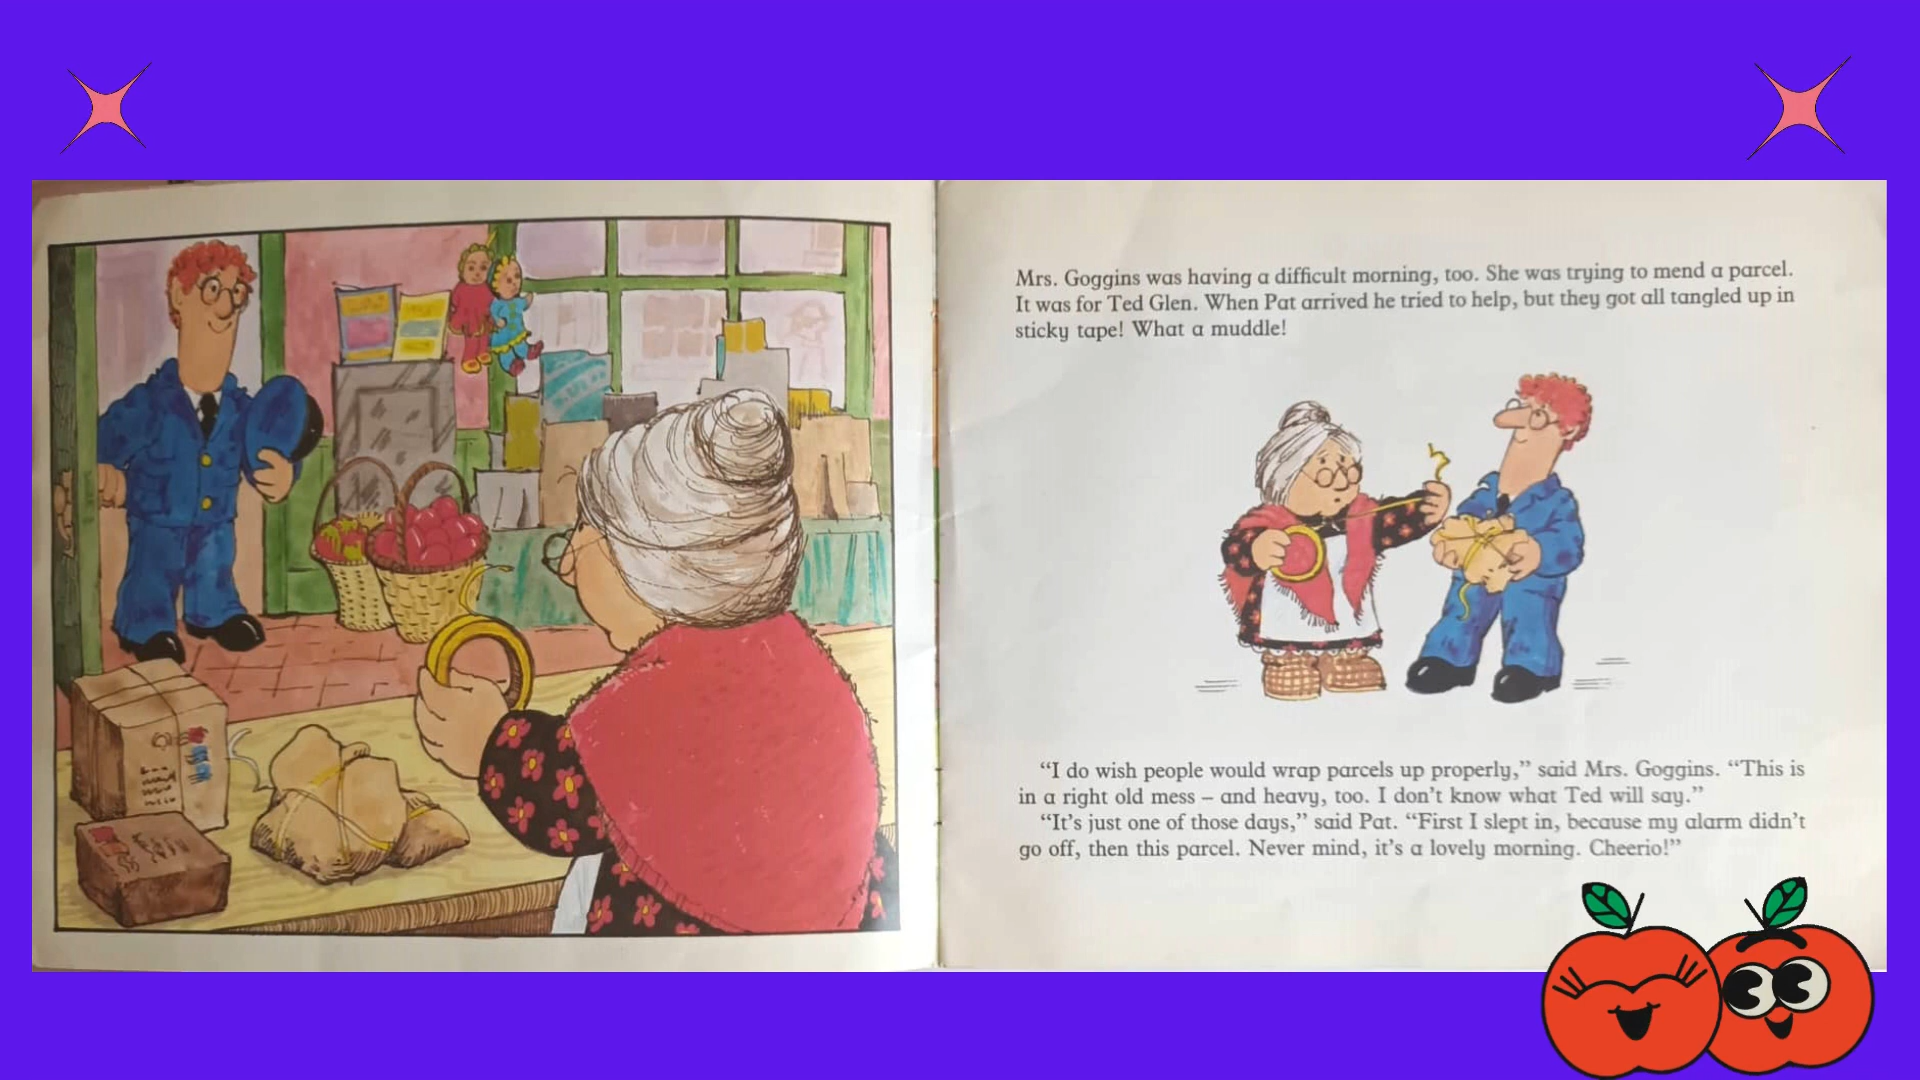 Mrs. Goggins was having a difficult morning, too. She was trying to mend a parcel.
It was for Ted Glen. When Pat arrived he tried to help, but they got all tangled up in
sticky tape! What a muddle!
“I do wish people would wrap parcels up properly,” said Mrs. Goggins. “This is
in a right old mess – and heavy, too. I don’t know what Ted will say.”
“It’s just one of those days,” said Pat. “First I slept in, because my alarm didn’t
go off, then this parcel. Never mind, it’s a lovely morning. Cheerio!”